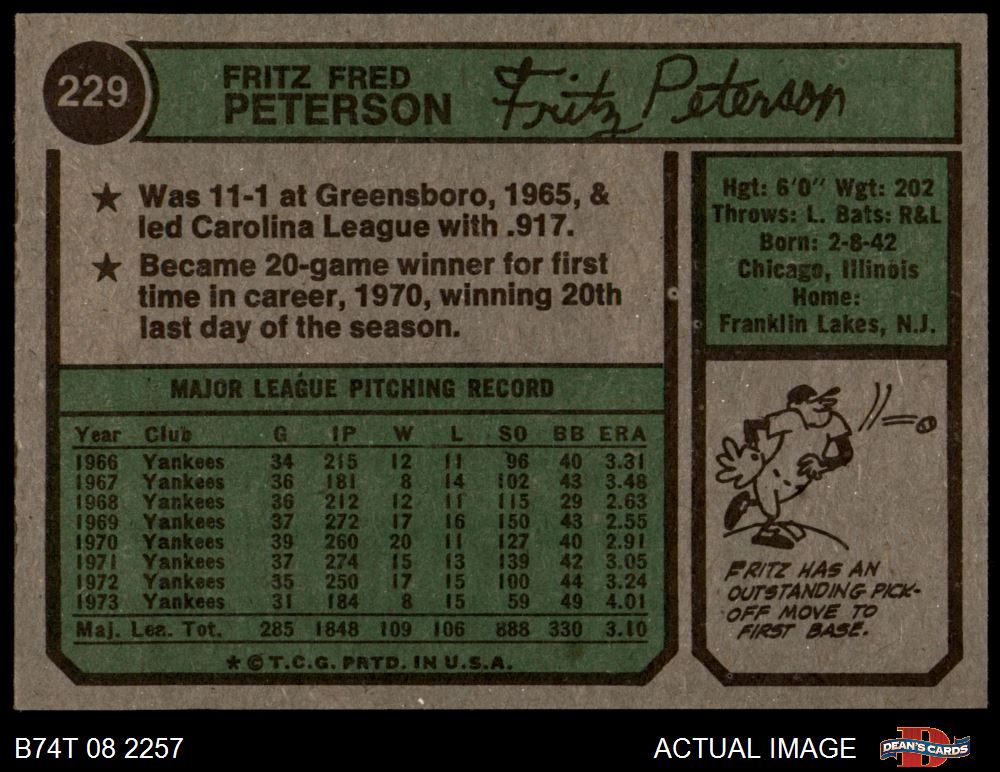 229
FRITZ FRED
PETERSON
Fritz Peterson
★ Was 11-1 at Greensboro, 1965, &
led Carolina League with .917.
★ Became 20-game winner for first
time in career, 1970, winning 20th
last day of the season.
Hgt: 6'0" Wgt: 202
Throws: L. Bats: R&L
Born: 2-8-42
Chicago, Illinois
Home:
Franklin Lakes, N.J.
MAJOR LEAGUE PITCHING RECORD
Year Club G IP W L SO BB ERA
1966 Yankees 34 215 12 11 96 40 3.31
1967 Yankees 36 181 8 14 102 43 3.48
1968 Yankees 36 212 12 11 115 29 2.63
1969 Yankees 37 272 17 16 150 43 2.55
1970 Yankees 39 260 20 11 127 40 2.91
1971 Yankees 37 274 15 13 139 42 3.05
1972 Yankees 35 250 17 15 100 44 3.24
1973 Yankees 31 184 8 15 59 49 4.01
Maj. Lea. Tot. 285 1848 109 106 888 330 3.10
★ © T.C.G. PRTD. IN U.S.A.
FRITZ HAS AN
OUTSTANDING PICK-
OFF MOVE TO
FIRST BASE.
B74T 08 2257
ACTUAL IMAGE
D
DEAN'S CARDS